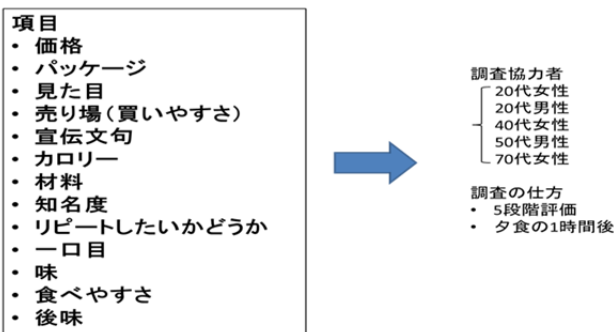 項目
• 価格
• パッケージ
• 見た目
• 売り場(買いやすさ)
• 宣伝文句
• カロリー
• 材料
• 知名度
• リピートしたいかどうか
• 一口目
• 味
• 食べやすさ
• 後味
調査協力者
20代女性
20代男性
40代女性
50代男性
70代女性
調査の仕方
• 5段階評価
• 夕食の1時間後